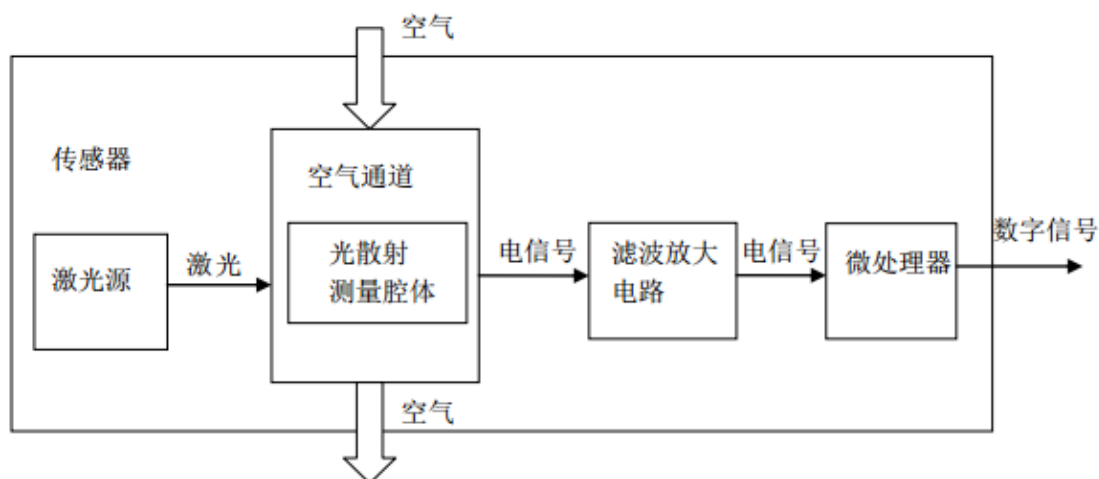 空气
传感器
空气通道
激光源
激光
光散射
测量腔体
电信号
滤波放大
电路
电信号
微处理器
数字信号
空气